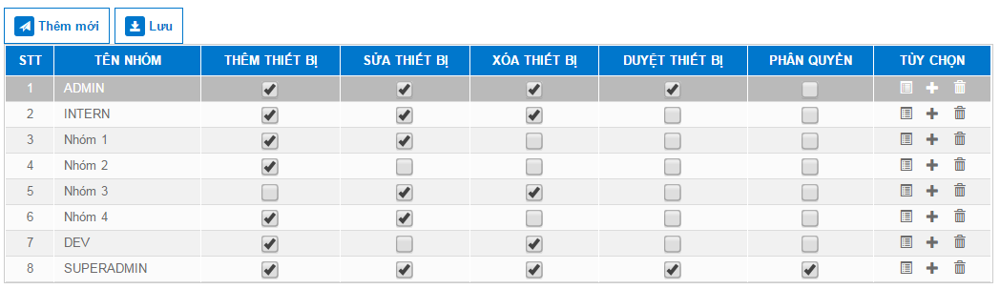 Thêm mới Lưu
STT TÊN NHÓM THÊM THIẾT BỊ SỬA THIẾT BỊ XÓA THIẾT BỊ DUYỆT THIẾT BỊ PHÂN QUYỀN TÙY CHỌN
1 ADMIN
2 INTERN
3 Nhóm 1
4 Nhóm 2
5 Nhóm 3
6 Nhóm 4
7 DEV
8 SUPERADMIN